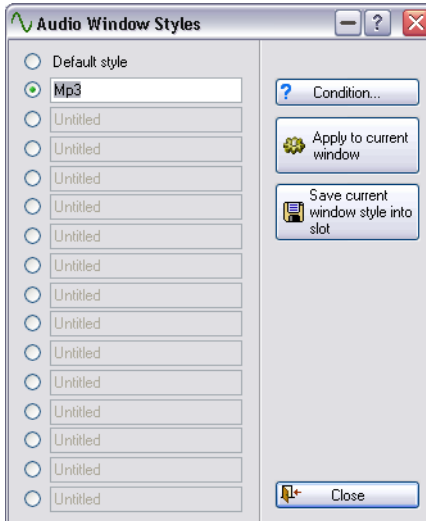 Audio Window Styles
Default style
Mp3
Untitled
Untitled
Untitled
Untitled
Untitled
Untitled
Untitled
Untitled
Untitled
Untitled
Untitled
Untitled
Untitled
Untitled
? Condition...
Apply to current
window
Save current
window style into
slot
Close